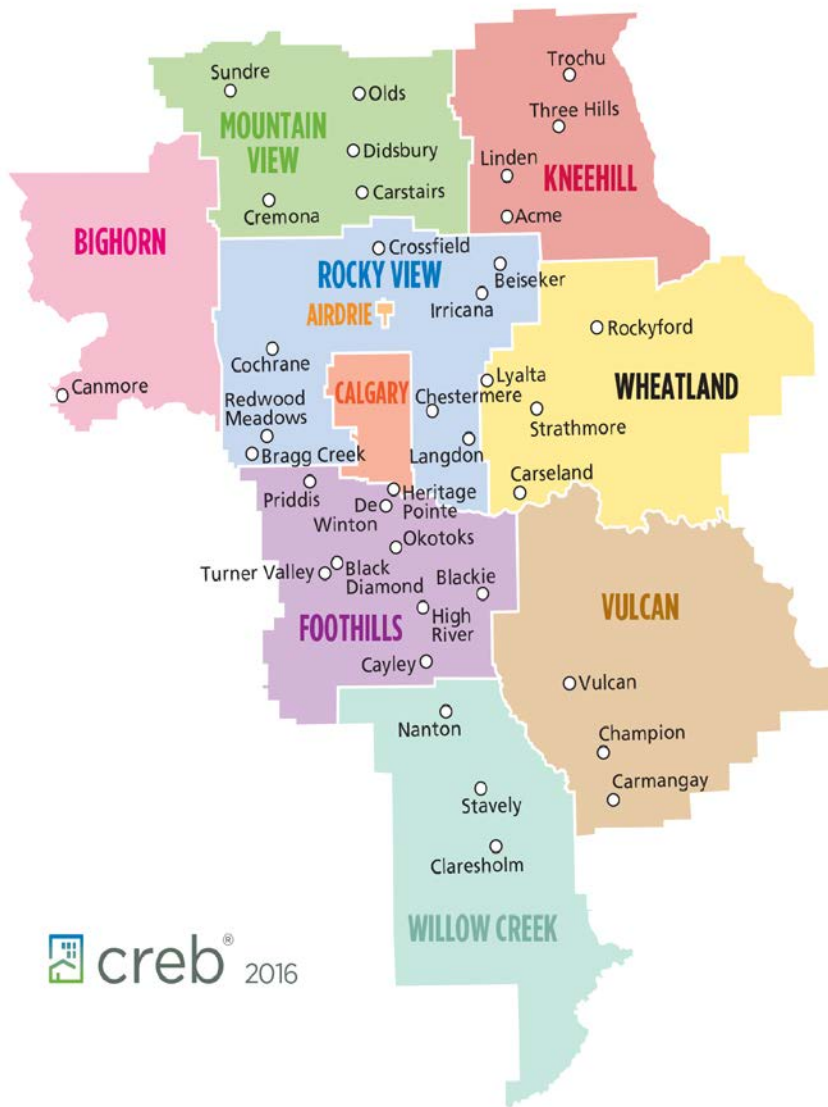 Sundre
Olds
Trochu
Three Hills
MOUNTAIN
VIEW
Didsbury
Linden
KNEEHILL
Carstairs
Cremona
Acme
BIGHORN
Crossfield
ROCKY VIEW
Beiseker
AIRDRIE
Irricana
Rockyford
Cochrane
Canmore
CALGARY
Lyalta
WHEATLAND
Redwood
Meadows
Chestermere
Strathmore
Bragg Creek
Langdon
Carseland
Priddis
Heritage
Pointe
De
Winton
Okotoks
Turner Valley
Black
Diamond
Blackie
VULCAN
FOOTHILLS
High
River
Cayley
Vulcan
Nanton
Champion
Stavely
Carmangay
Claresholm
WILLOW CREEK
creb® 2016